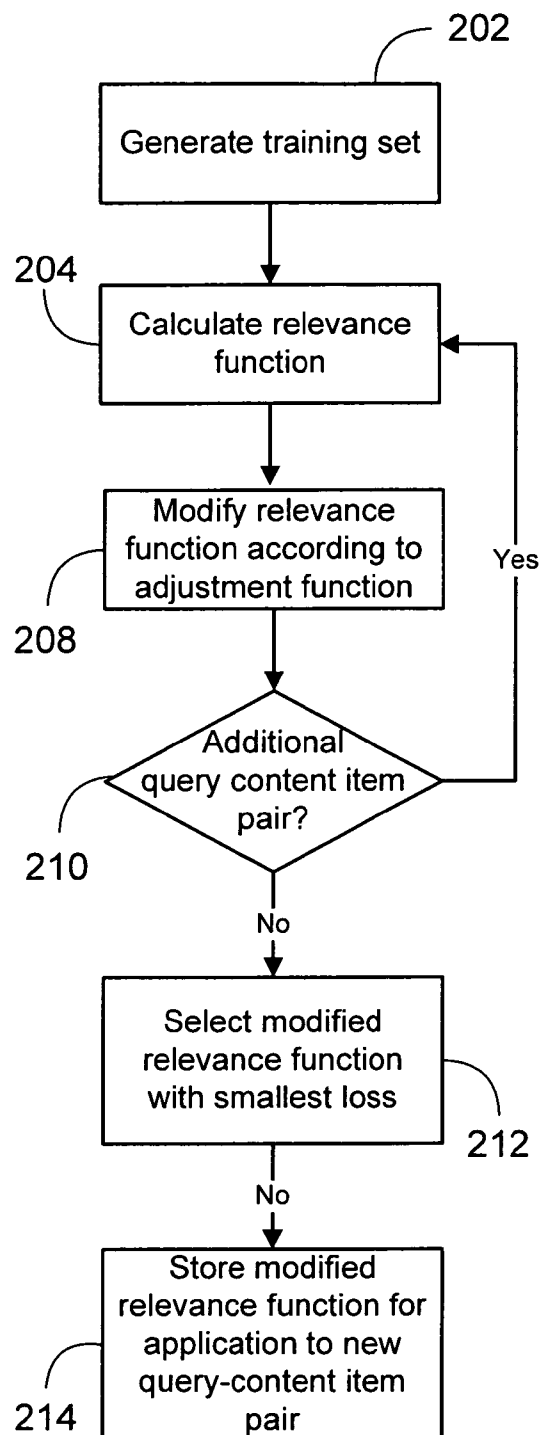 202
Generate training set
204
Calculate relevance
function
Modify relevance
function according to
adjustment function
Yes
208
Additional
query content item
pair?
210
No
Select modified
relevance function
with smallest loss
212
No
Store modified
relevance function for
application to new
query-content item
pair
214